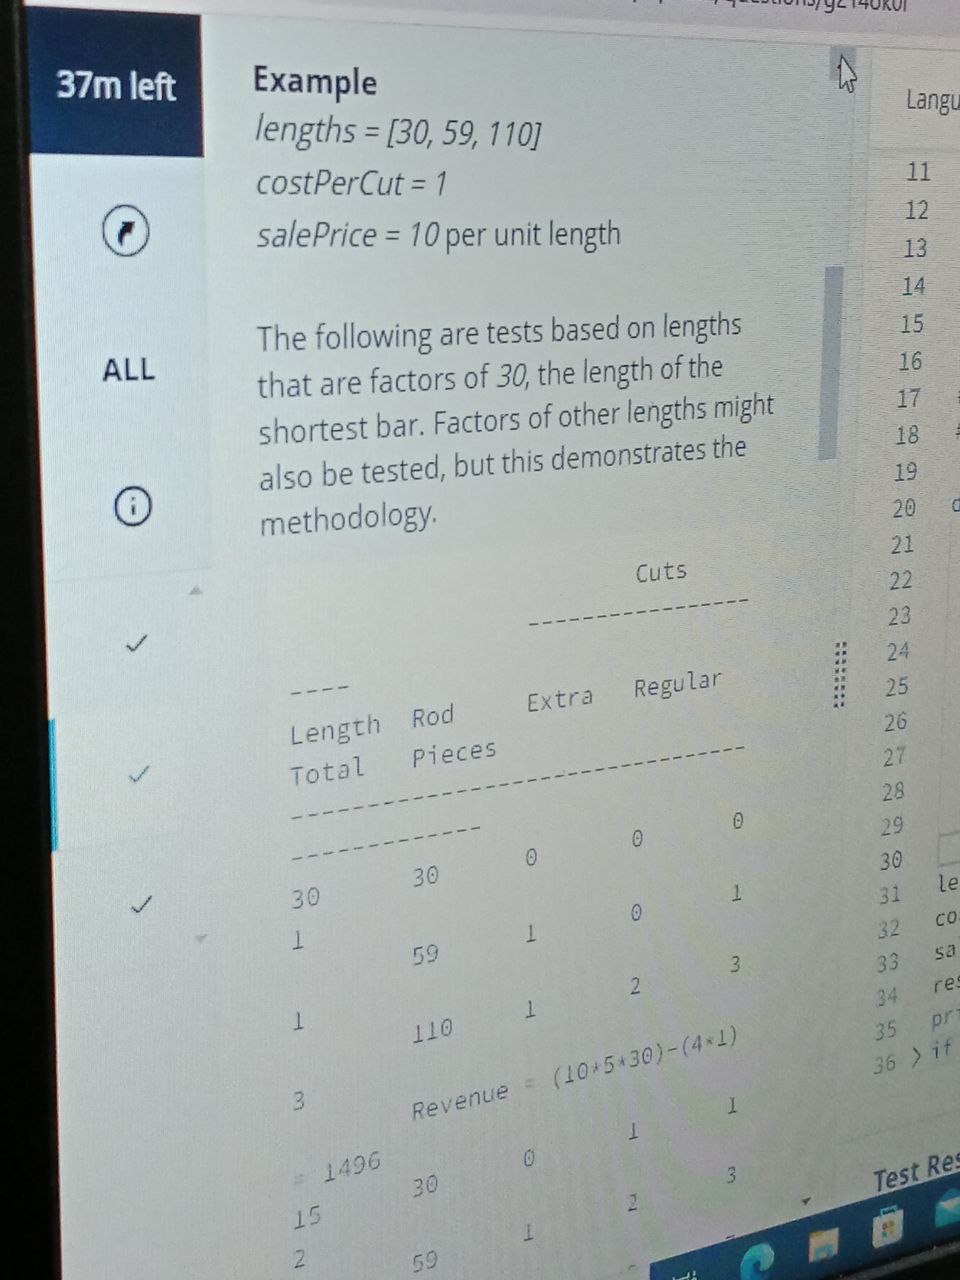 37m left
ALL
Example
lengths = [30, 59, 110]
costPerCut = 1
salePrice = 10 per unit length
The following are tests based on lengths
that are factors of 30, the length of the
shortest bar. Factors of other lengths might
also be tested, but this demonstrates the
methodology.
Cuts
----------------
----
Length Rod Extra Regular
Total Pieces
---------------------------------
--------------
30 30 0 0 0
1
59 1 0 1
1
110 1 2 3
3
Revenue = (10*5*30)-(4*1)
= 1496
15 30 0 1 1
2
59 1 2 3
Langu
11
12
13
14
15
16
17
18
19
20
21
22
23
24
25
26
27
28
29
30
31 le
32 co
33 sa
34 res
35 pri
36 > if
Test Res